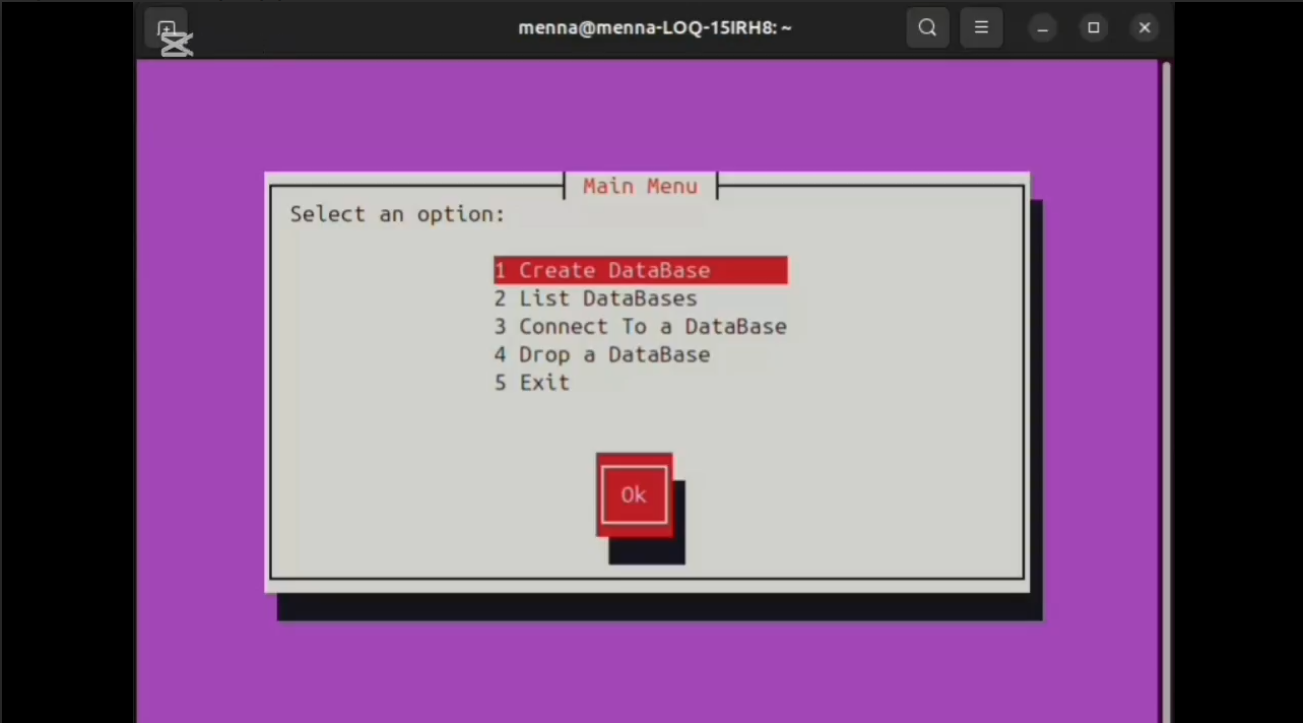 menna@menna-LOQ-15IRH8: ~
Main Menu
Select an option:
1 Create DataBase
2 List DataBases
3 Connect To a DataBase
4 Drop a DataBase
5 Exit
Ok